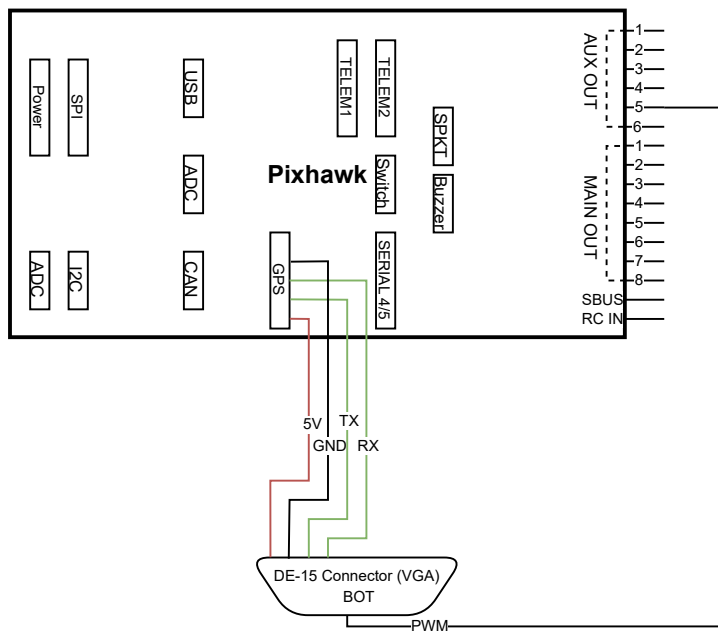 Power
SPI
USB
TELEM1
TELEM2
SPKT
ADC
Pixhawk
Switch
Buzzer
ADC
I2C
CAN
GPS
SERIAL 4/5
AUX OUT
1
2
3
4
5
6
MAIN OUT
1
2
3
4
5
6
7
8
SBUS
RC IN
5V
TX
GND
RX
DE-15 Connector (VGA)
BOT
PWM